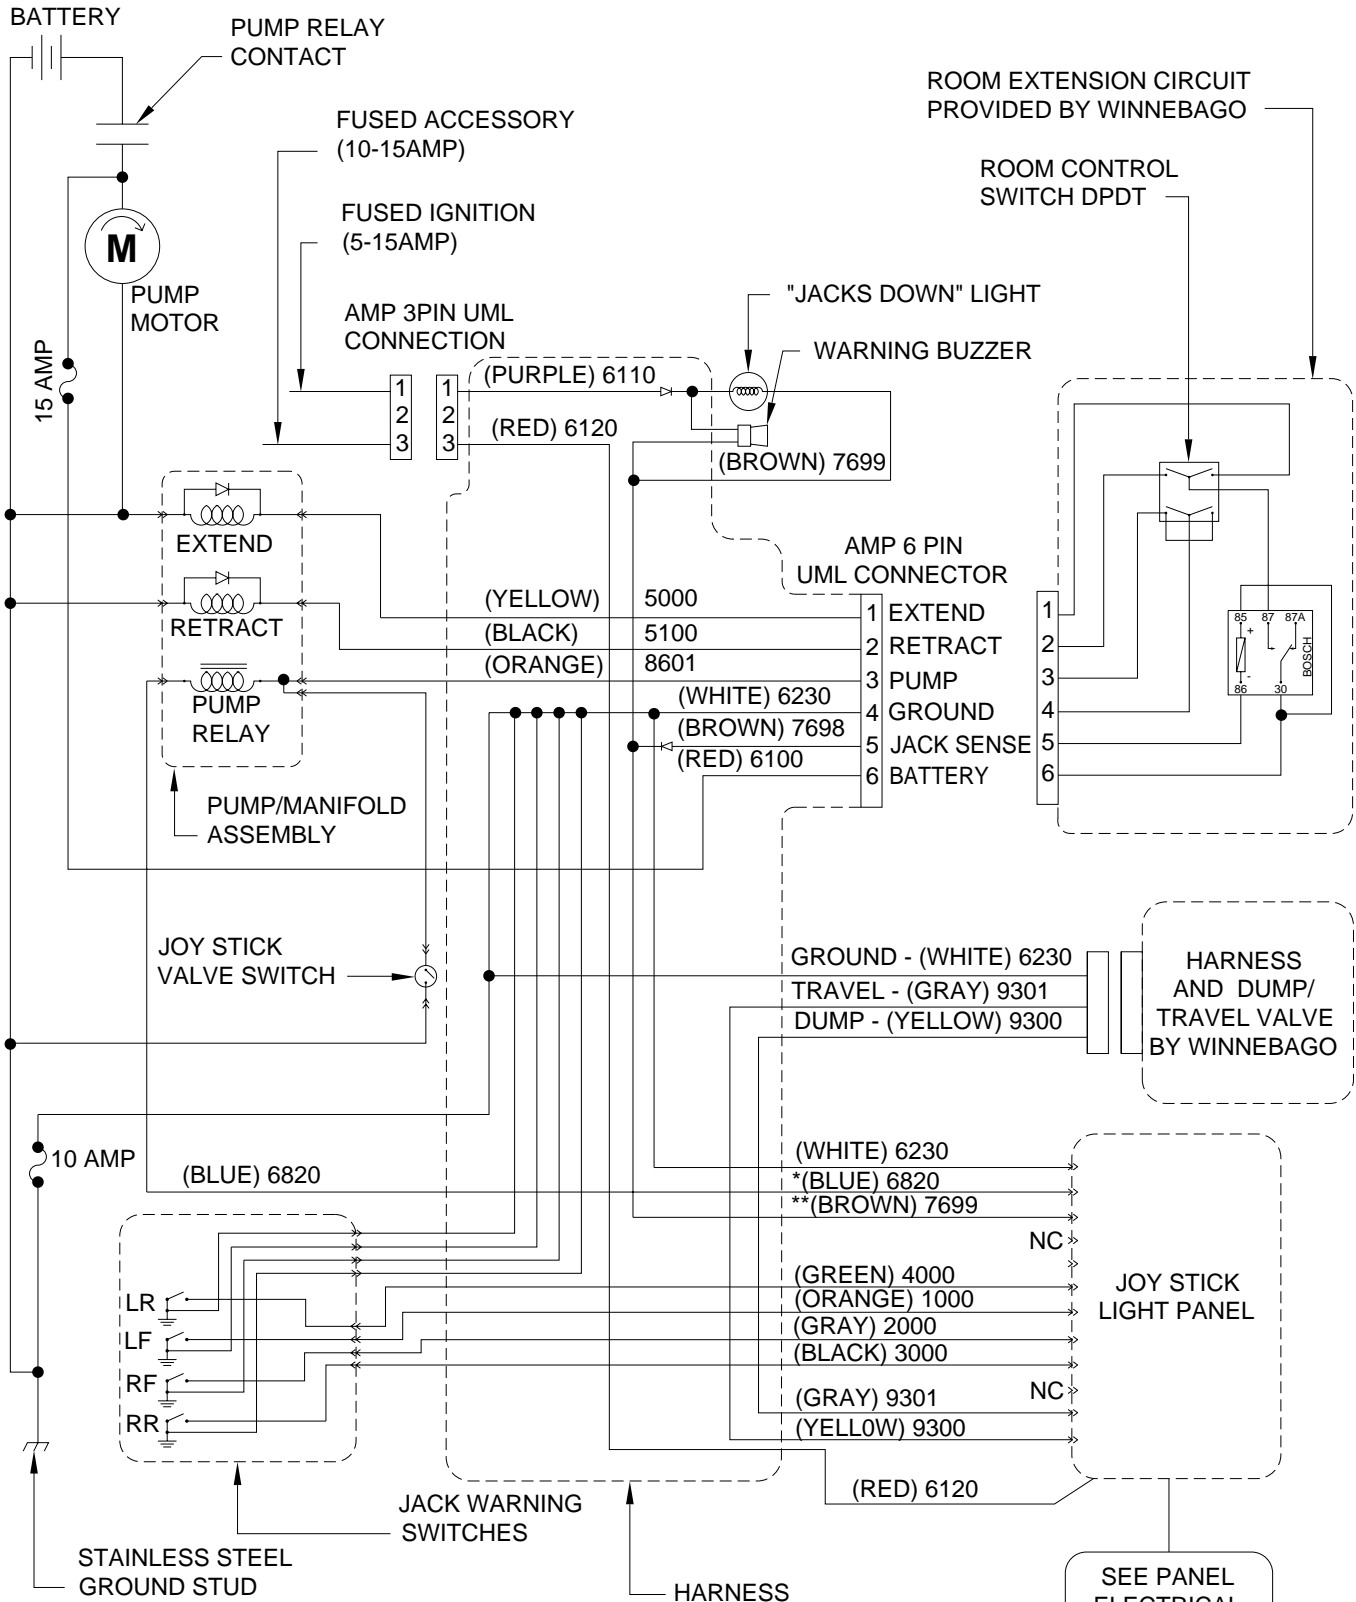 BATTERY
PUMP RELAY
CONTACT
ROOM EXTENSION CIRCUIT
PROVIDED BY WINNEBAGO
FUSED ACCESSORY
(10-15AMP)
ROOM CONTROL
SWITCH DPDT
FUSED IGNITION
(5-15AMP)
M
PUMP
MOTOR
"JACKS DOWN" LIGHT
AMP 3PIN UML
CONNECTION
WARNING BUZZER
15 AMP
1
2
3
1
2
3
(PURPLE) 6110
(RED) 6120
(BROWN) 7699
EXTEND
RETRACT
PUMP
RELAY
AMP 6 PIN
UML CONNECTOR
(YELLOW) 5000
(BLACK) 5100
(ORANGE) 8601
(WHITE) 6230
(BROWN) 7698
(RED) 6100
1 EXTEND
2 RETRACT
3 PUMP
4 GROUND
5 JACK SENSE
6 BATTERY
1
2
3
4
5
6
85 87 87A
+
-
BOSCH
86 30
PUMP/MANIFOLD
ASSEMBLY
JOY STICK
VALVE SWITCH
GROUND - (WHITE) 6230
TRAVEL - (GRAY) 9301
DUMP - (YELLOW) 9300
HARNESS
AND DUMP/
TRAVEL VALVE
BY WINNEBAGO
10 AMP
(BLUE) 6820
(WHITE) 6230
*(BLUE) 6820
**(BROWN) 7699
NC
(GREEN) 4000
(ORANGE) 1000
(GRAY) 2000
(BLACK) 3000
NC
(GRAY) 9301
(YELL0W) 9300
JOY STICK
LIGHT PANEL
LR
LF
RF
RR
(RED) 6120
JACK WARNING
SWITCHES
STAINLESS STEEL
GROUND STUD
HARNESS
SEE PANEL
ELECTRICAL